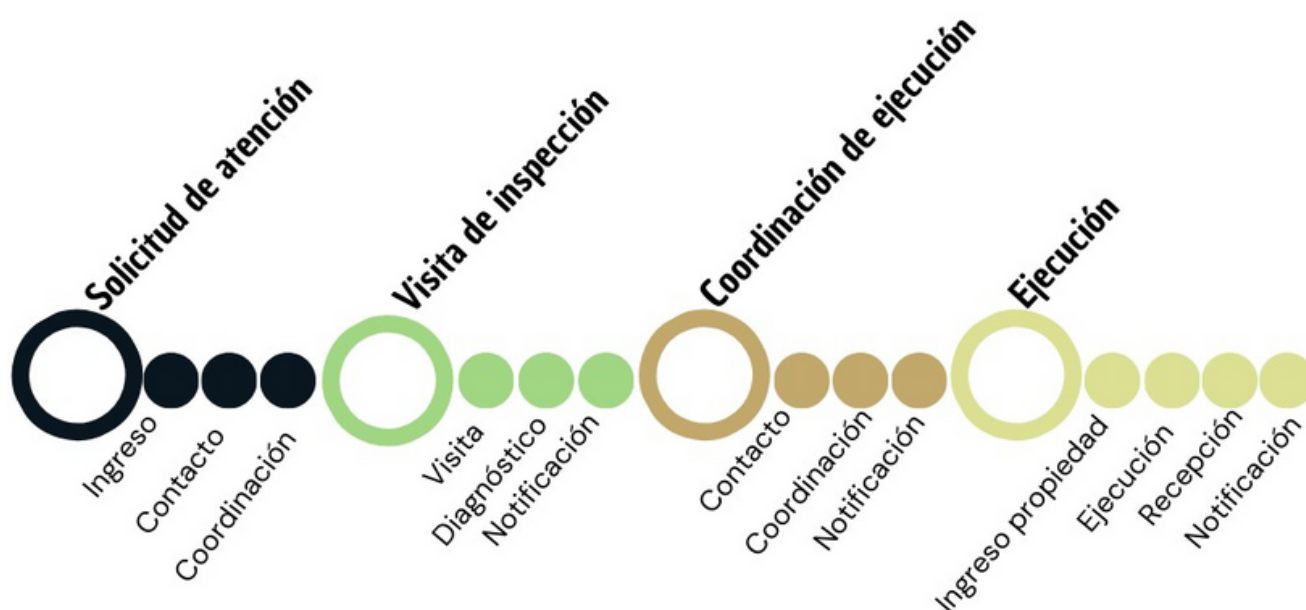 Solicitud de atención
Ingreso
Contacto
Coordinación
Visita de inspección
Visita
Diagnóstico
Notificación
Coordinación de ejecución
Contacto
Coordinación
Notificación
Ejecución
Ingreso propiedad
Ejecución
Recepción
Notificación